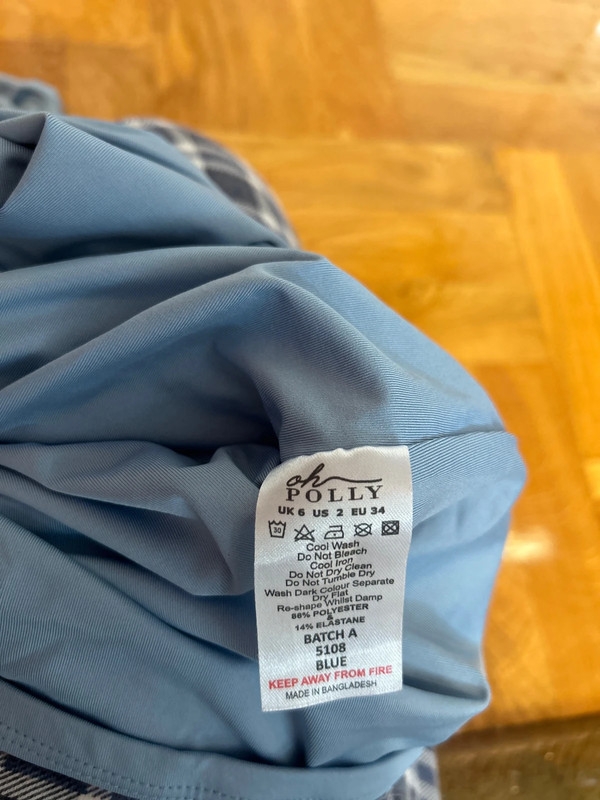 oh
POLLY
UK 6 US 2 EU 34
30
Cool Wash
Do Not Bleach
Cool Iron
Do Not Dry Clean
Do Not Tumble Dry
Wash Dark Colour Separate
Dry Flat
Re-shape Whilst Damp
86% POLYESTER
&
14% ELASTANE
BATCH A
5108
BLUE
KEEP AWAY FROM FIRE
MADE IN BANGLADESH